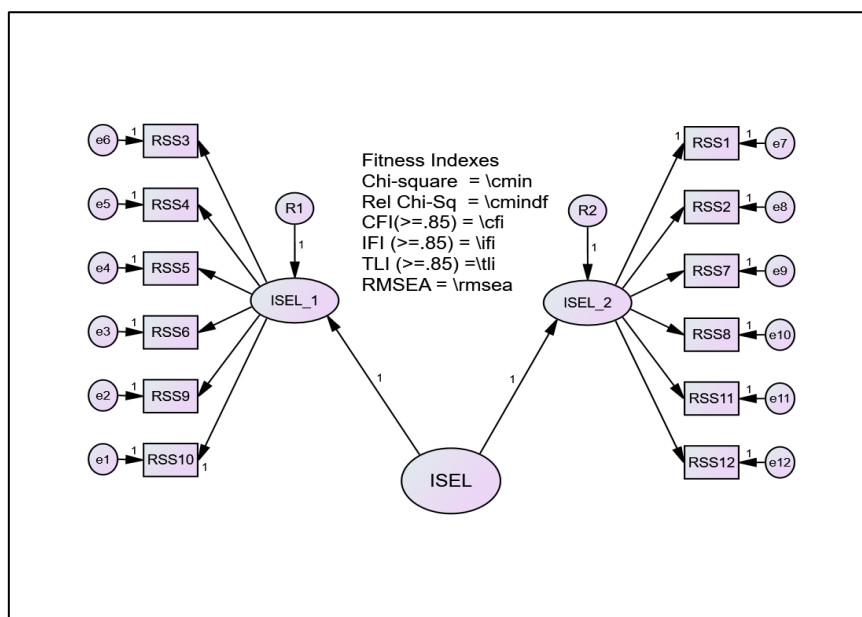 e6 1 RSS3
e5 1 RSS4
e4 1 RSS5
e3 1 RSS6
e2 1 RSS9
e1 1 RSS10 1
R1
1
ISEL_1
Fitness Indexes
Chi-square = \cmin
Rel Chi-Sq = \cmindf
CFI(>=.85) = \cfi
IFI (>=.85) = \ifi
TLI (>=.85) =\tli
RMSEA = \rmsea
R2
1
ISEL_2
1 RSS1 1 e7
RSS2 1 e8
RSS7 1 e9
RSS8 1 e10
RSS11 1 e11
RSS12 1 e12
1
1
ISEL